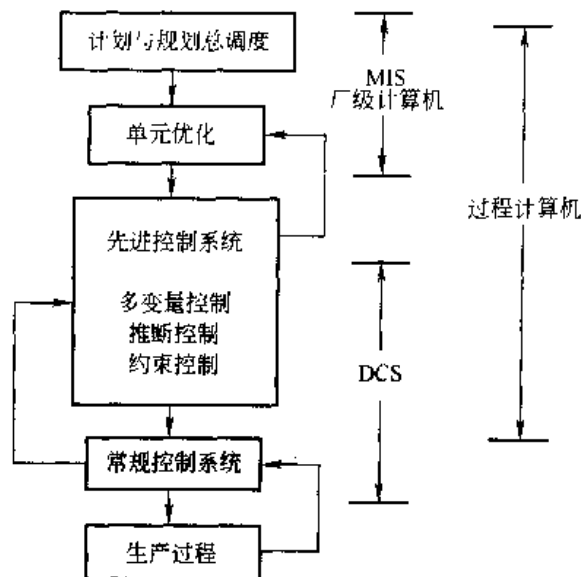 计划与规划总调度
MIS
厂级计算机
单元优化
过程计算机
先进控制系统
多变量控制
推断控制
约束控制
DCS
常规控制系统
生产过程